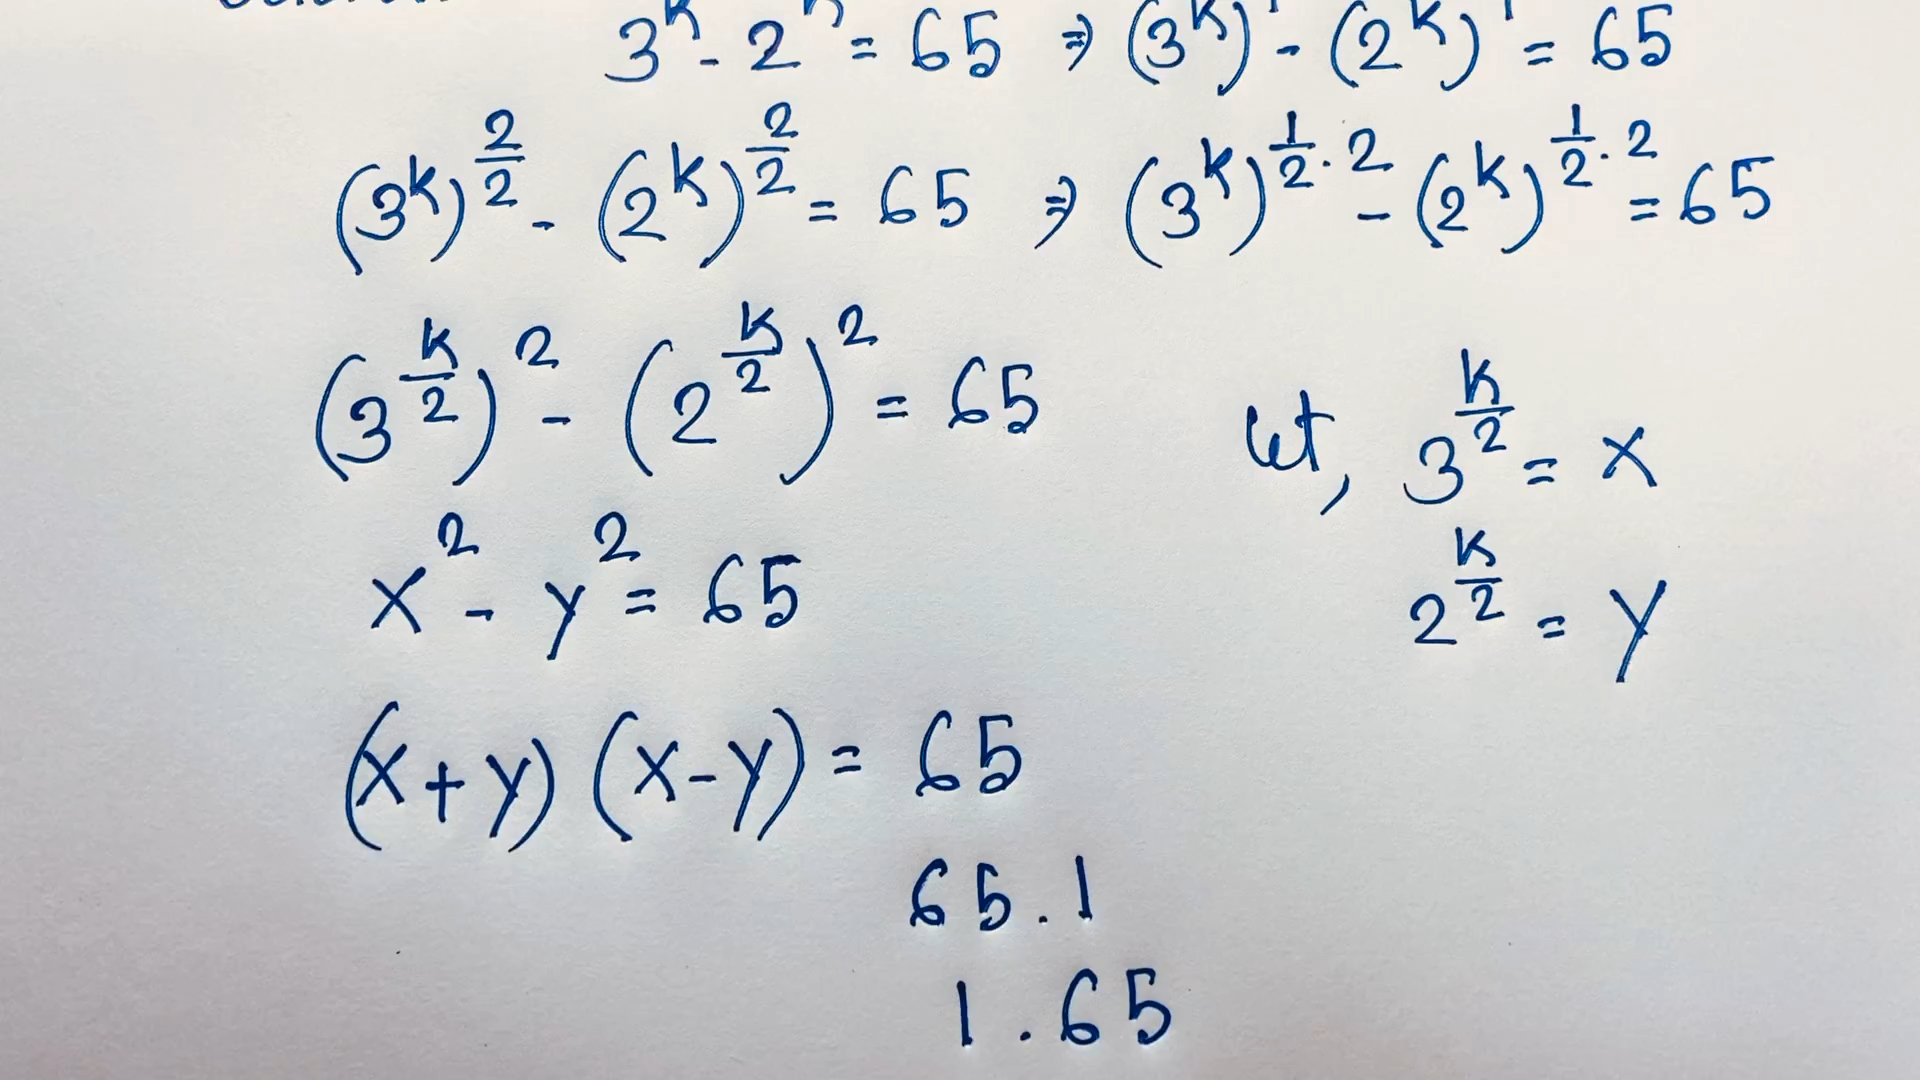 3^k - 2^k = 65 ⇒ (3^k)^1 - (2^k)^1 = 65
(3^k)^(2/2) - (2^k)^(2/2) = 65 ⇒ (3^k)^(1/2 · 2) - (2^k)^(1/2 · 2) = 65
(3^(k/2))^2 - (2^(k/2))^2 = 65
let, 3^(k/2) = x
x^2 - y^2 = 65
2^(k/2) = y
(x+y) (x-y) = 65
65 . 1
1 . 65